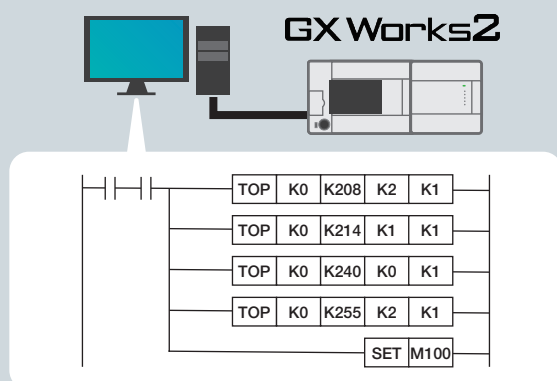 GX Works2
TOP K0 K208 K2 K1
TOP K0 K214 K1 K1
TOP K0 K240 K0 K1
TOP K0 K255 K2 K1
SET M100